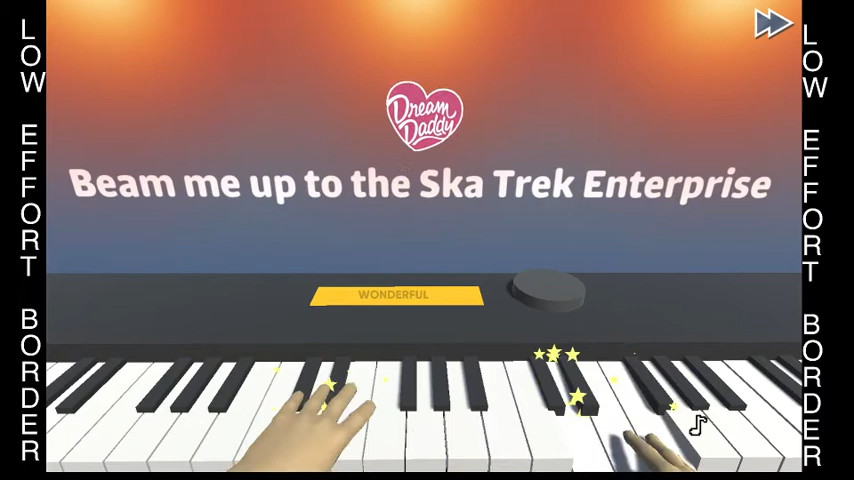 LOW EFFORT BORDER
Dream
Daddy
Beam me up to the Ska Trek Enterprise
WONDERFUL
LOW EFFORT BORDER